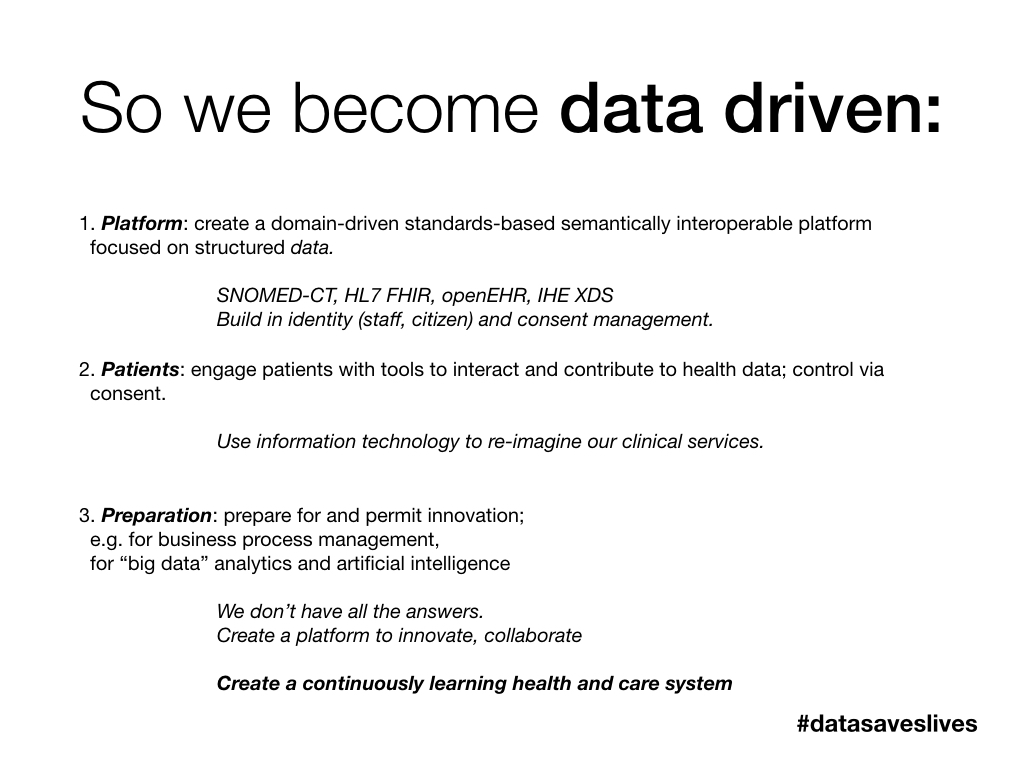 So we become data driven:
1. Platform: create a domain-driven standards-based semantically interoperable platform
focused on structured data.
SNOMED-CT, HL7 FHIR, openEHR, IHE XDS
Build in identity (staff, citizen) and consent management.
2. Patients: engage patients with tools to interact and contribute to health data; control via
consent.
Use information technology to re-imagine our clinical services.
3. Preparation: prepare for and permit innovation;
e.g. for business process management,
for “big data” analytics and artificial intelligence
We don’t have all the answers.
Create a platform to innovate, collaborate
Create a continuously learning health and care system
#datasaveslives